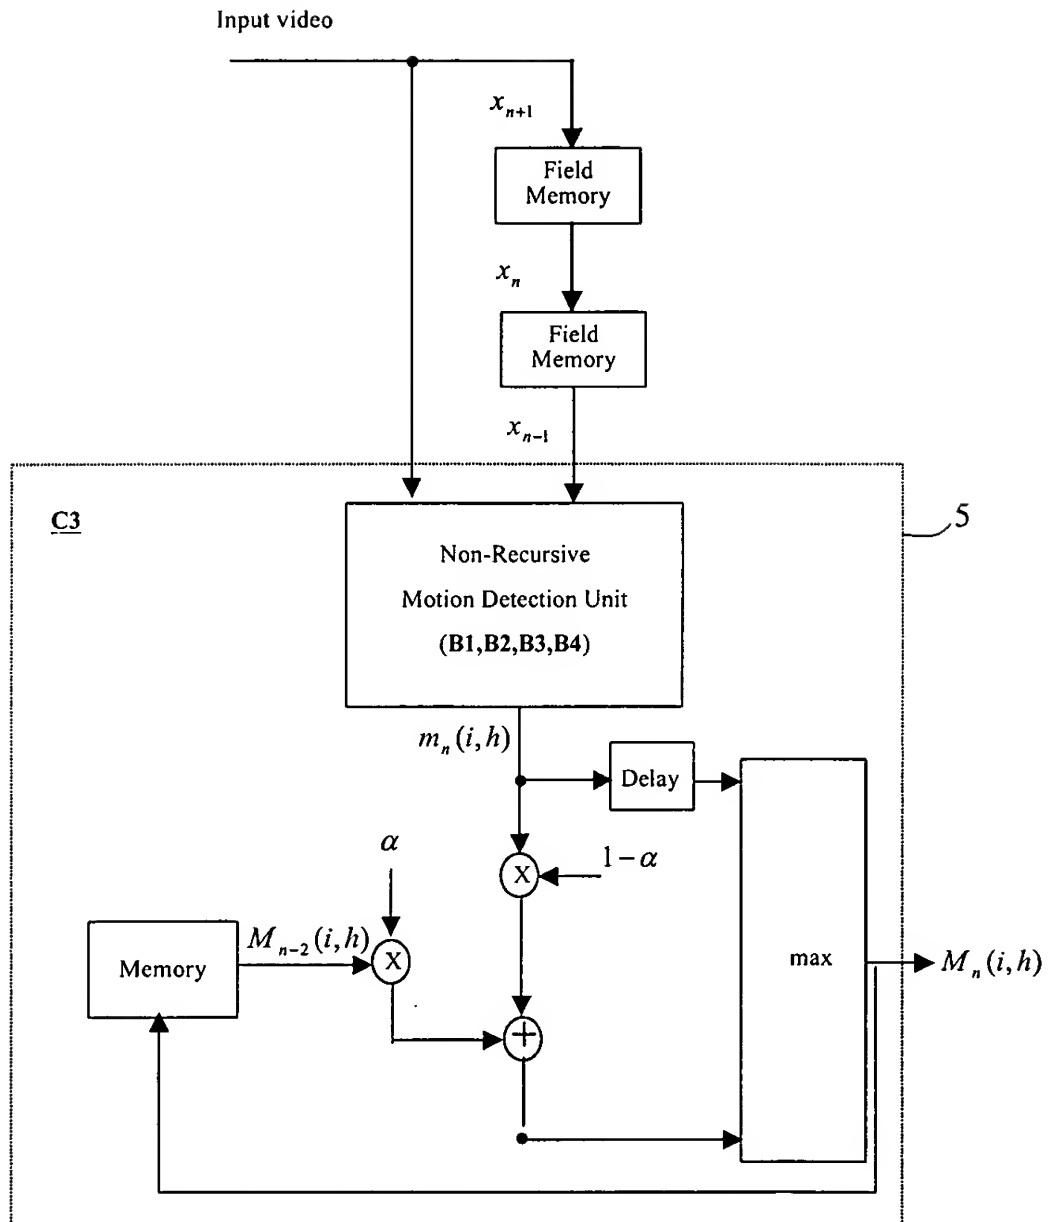 Input video
x_{n+1}
Field
Memory
x_n
Field
Memory
x_{n-1}
C3
5
Non-Recursive
Motion Detection Unit
(B1,B2,B3,B4)
m_n(i,h)
Delay
α
X
1-α
M_{n-2}(i,h)
Memory
X
max
M_n(i,h)
+